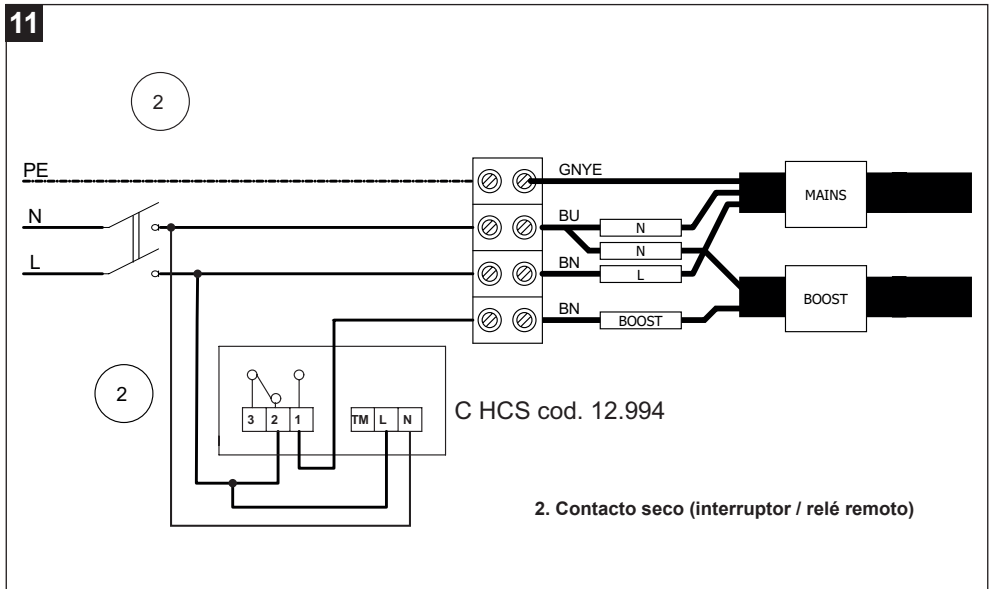 11
2
PE
GNYE
MAINS
N
BU
N
N
L
BN
L
BOOST
BN
BOOST
2
3 2 1
TM L N
C HCS cod. 12.994
2. Contacto seco (interruptor / relé remoto)